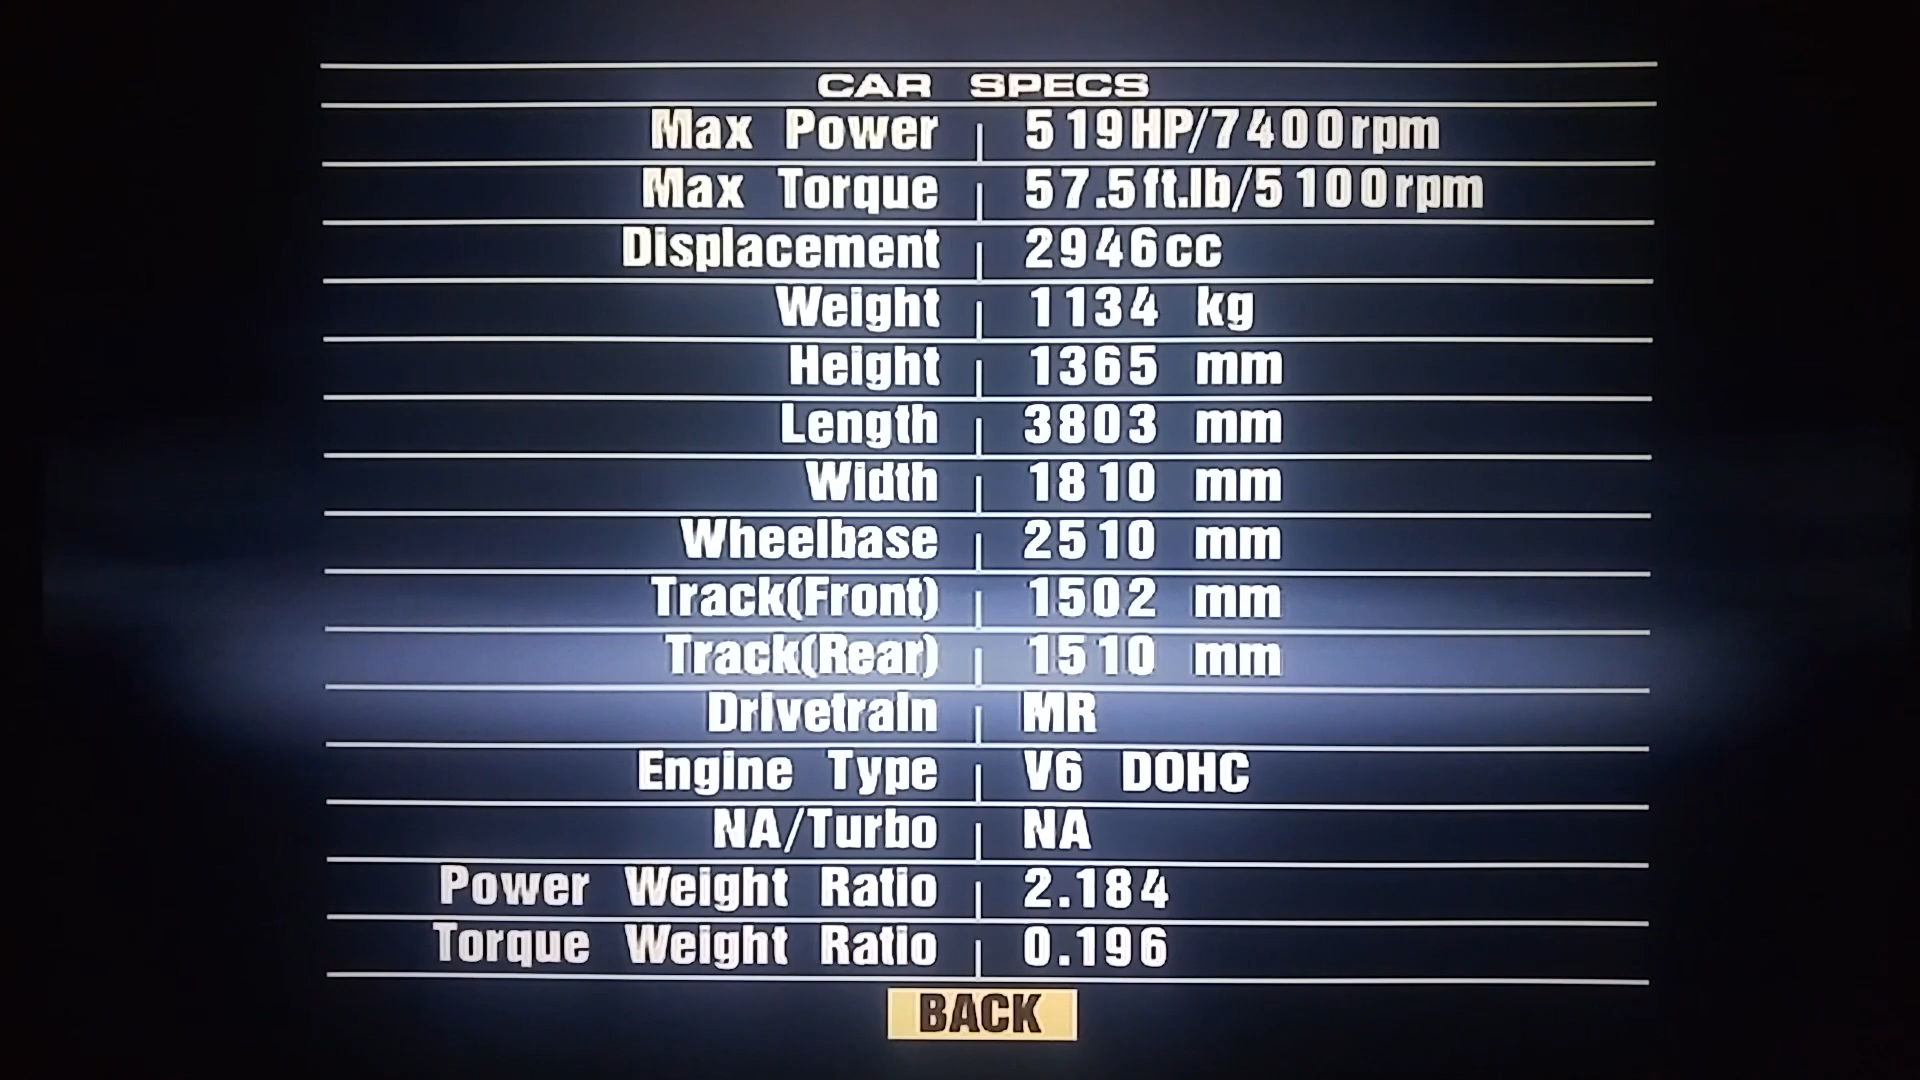 CAR SPECS
Max Power 519HP/7400rpm
Max Torque 57.5ft.lb/5100rpm
Displacement 2946cc
Weight 1134 kg
Height 1365 mm
Length 3803 mm
Width 1810 mm
Wheelbase 2510 mm
Track(Front) 1502 mm
Track(Rear) 1510 mm
Drivetrain MR
Engine Type V6 DOHC
NA/Turbo NA
Power Weight Ratio 2.184
Torque Weight Ratio 0.196
BACK